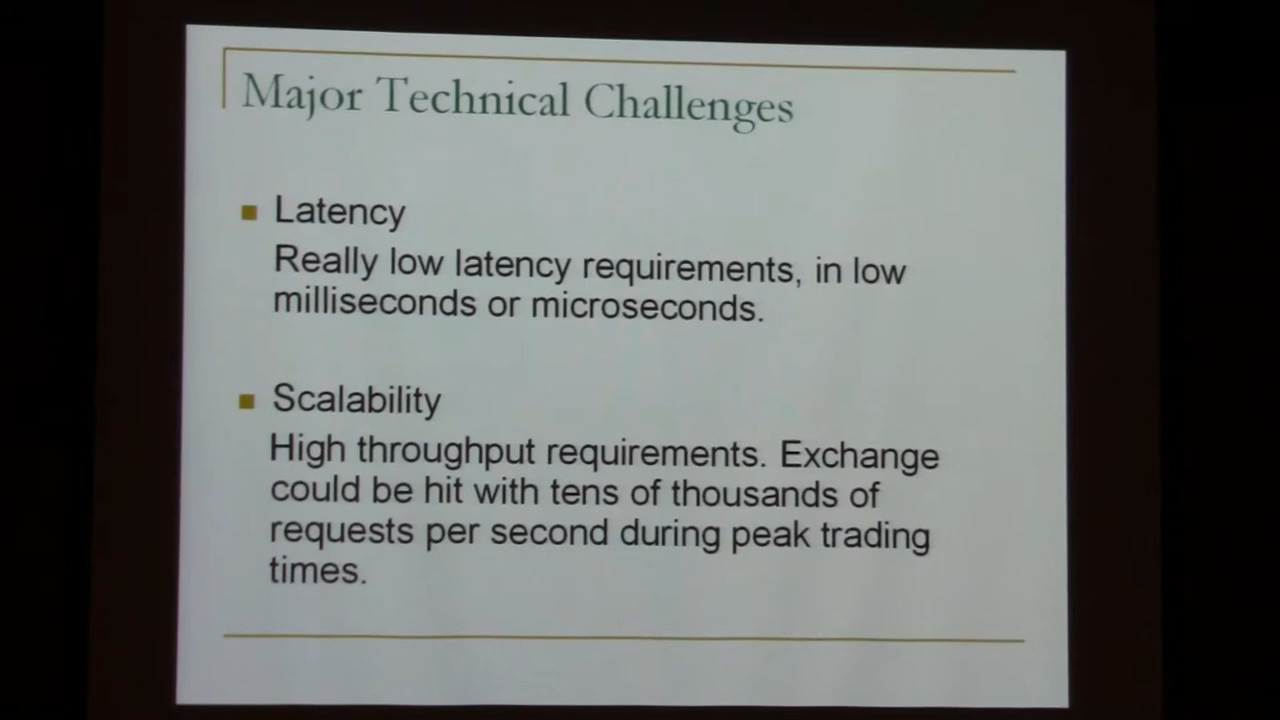 Major Technical Challenges
Latency
Really low latency requirements, in low
milliseconds or microseconds.
Scalability
High throughput requirements. Exchange
could be hit with tens of thousands of
requests per second during peak trading
times.